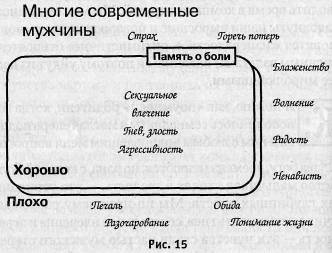 Многие современные
мужчины
Страх
Горечь потерь
Память о боли
Блаженство
Сексуальное
влечение
Волнение
Гнев, злость
Агрессивность
Радость
Хорошо
Ненависть
Плохо
Печаль
Обида
Разочарование
Понимание жизни
Рис. 15